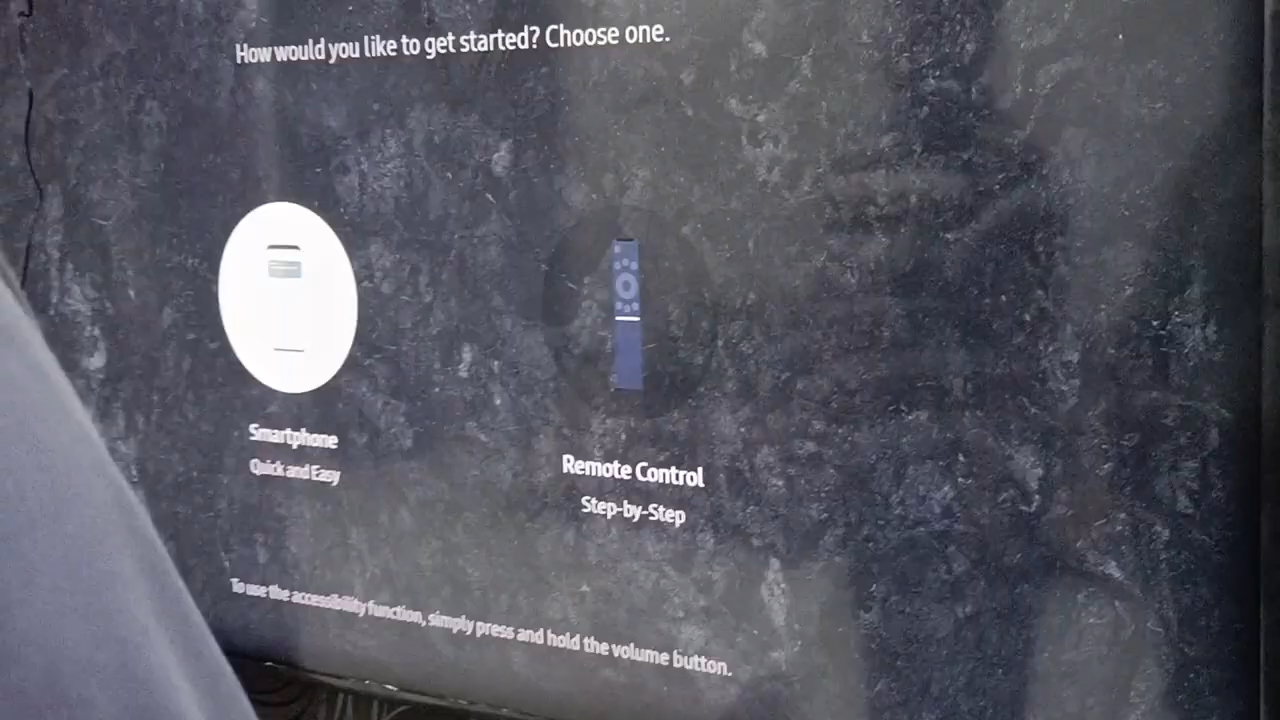 How would you like to get started? Choose one.
Smartphone
Quick and Easy
Remote Control
Step-by-Step
To use the accessibility function, simply press and hold the volume button.